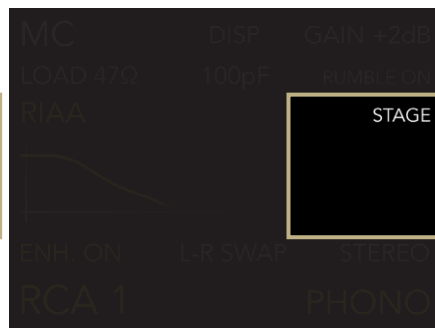 MC DISP GAIN +2dB
LOAD 47Ω 100pF RUMBLE ON
RIAA
STAGE
ENH. ON L-R SWAP STEREO
RCA 1 PHONO